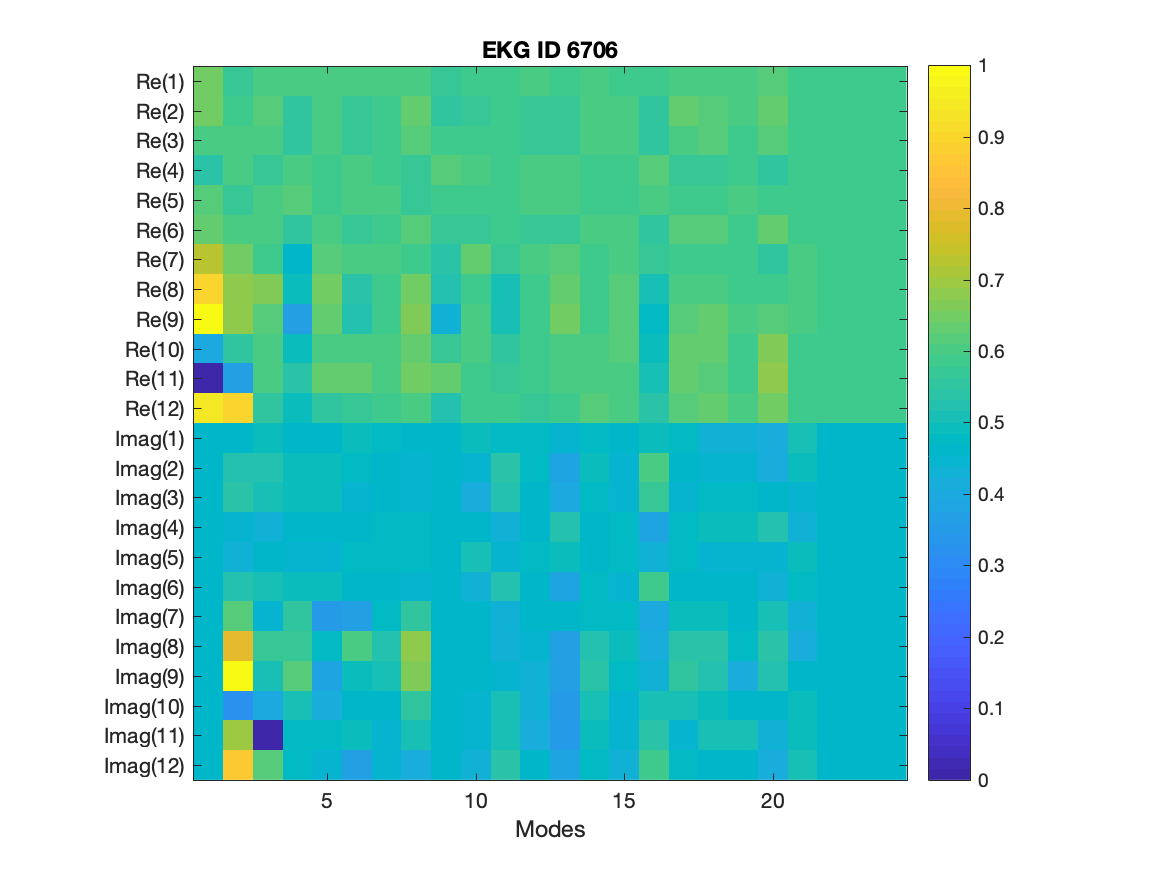 EKG ID 6706
Re(1)
Re(2)
Re(3)
Re(4)
Re(5)
Re(6)
Re(7)
Re(8)
Re(9)
Re(10)
Re(11)
Re(12)
Imag(1)
Imag(2)
Imag(3)
Imag(4)
Imag(5)
Imag(6)
Imag(7)
Imag(8)
Imag(9)
Imag(10)
Imag(11)
Imag(12)
5 10 15 20
Modes
1
0.9
0.8
0.7
0.6
0.5
0.4
0.3
0.2
0.1
0